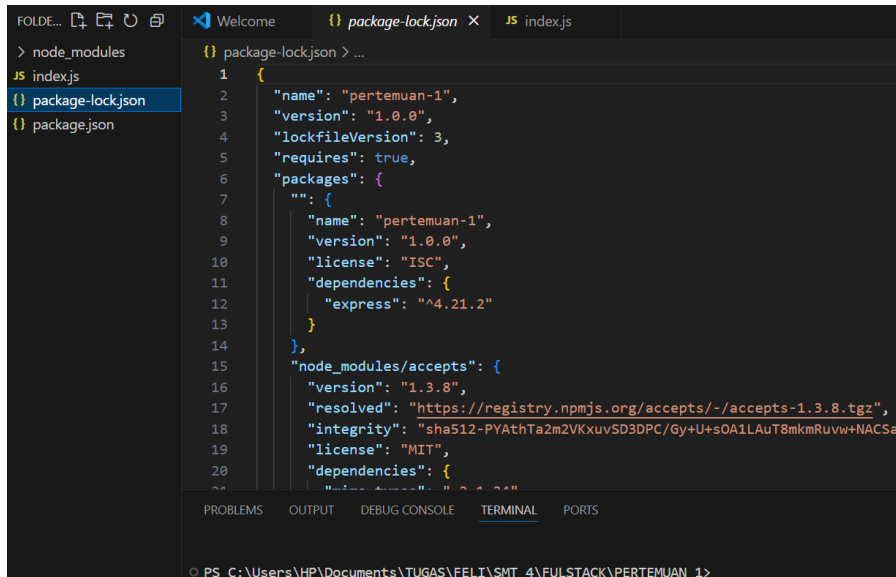 FOLDE...
> node_modules
JS index.js
{} package-lock.json
{} package.json
Welcome
{} package-lock.json ×
JS index.js
{} package-lock.json > ...
1 {
2 "name": "pertemuan-1",
3 "version": "1.0.0",
4 "lockfileVersion": 3,
5 "requires": true,
6 "packages": {
7 "": {
8 "name": "pertemuan-1",
9 "version": "1.0.0",
10 "license": "ISC",
11 "dependencies": {
12 "express": "^4.21.2"
13 }
14 },
15 "node_modules/accepts": {
16 "version": "1.3.8",
17 "resolved": "https://registry.npmjs.org/accepts/-/accepts-1.3.8.tgz",
18 "integrity": "sha512-PYAthTa2m2VKxuvSD3DPC/Gy+U+sOA1LAuT8mkmRuvw+NACSa
19 "license": "MIT",
20 "dependencies": {
PROBLEMS OUTPUT DEBUG CONSOLE TERMINAL PORTS
PS C:\Users\HP\Documents\TUGAS\FELI\SMT 4\FULSTACK\PERTEMUAN 1>